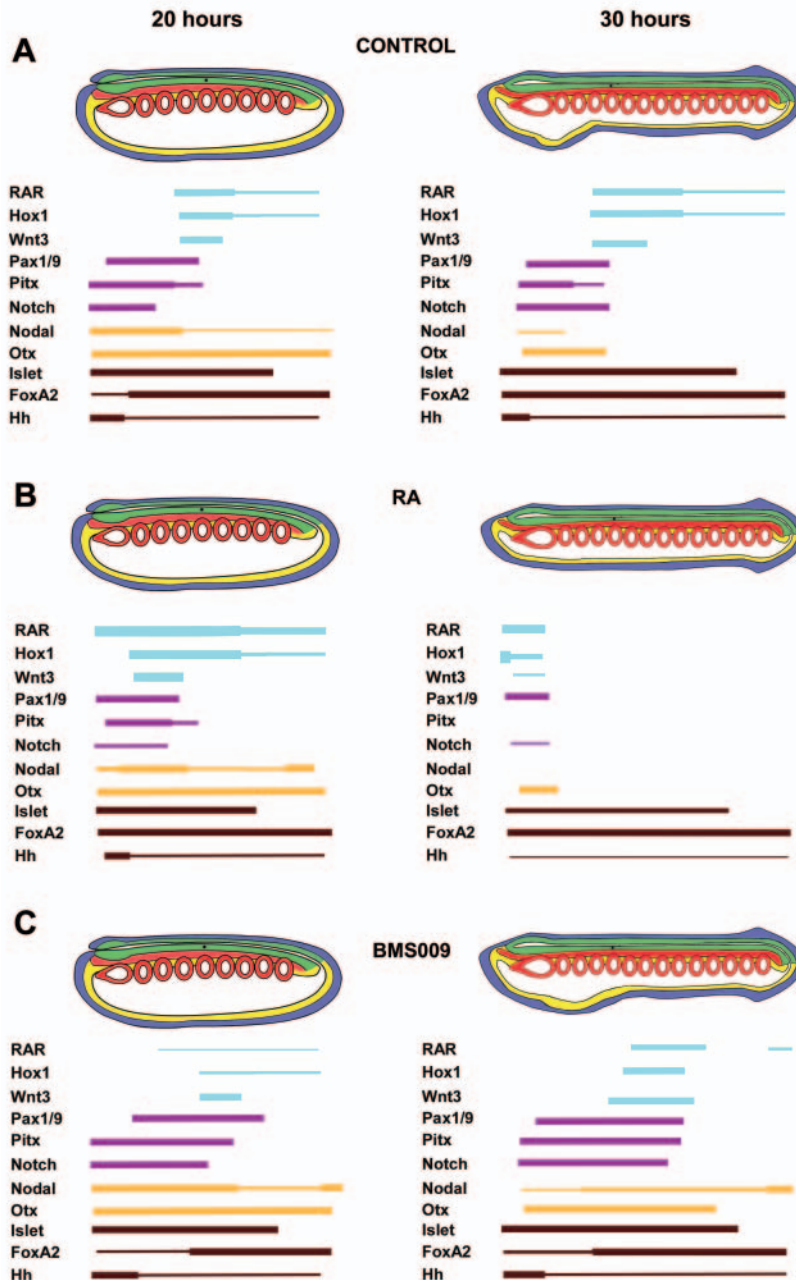 20 hours 30 hours
A CONTROL
RAR RAR
Hox1 Hox1
Wnt3 Wnt3
Pax1/9 Pax1/9
Pitx Pitx
Notch Notch
Nodal Nodal
Otx Otx
Islet Islet
FoxA2 FoxA2
Hh Hh
B RA
RAR RAR
Hox1 Hox1
Wnt3 Wnt3
Pax1/9 Pax1/9
Pitx Pitx
Notch Notch
Nodal Nodal
Otx Otx
Islet Islet
FoxA2 FoxA2
Hh Hh
C BMS009
RAR RAR
Hox1 Hox1
Wnt3 Wnt3
Pax1/9 Pax1/9
Pitx Pitx
Notch Notch
Nodal Nodal
Otx Otx
Islet Islet
FoxA2 FoxA2
Hh Hh